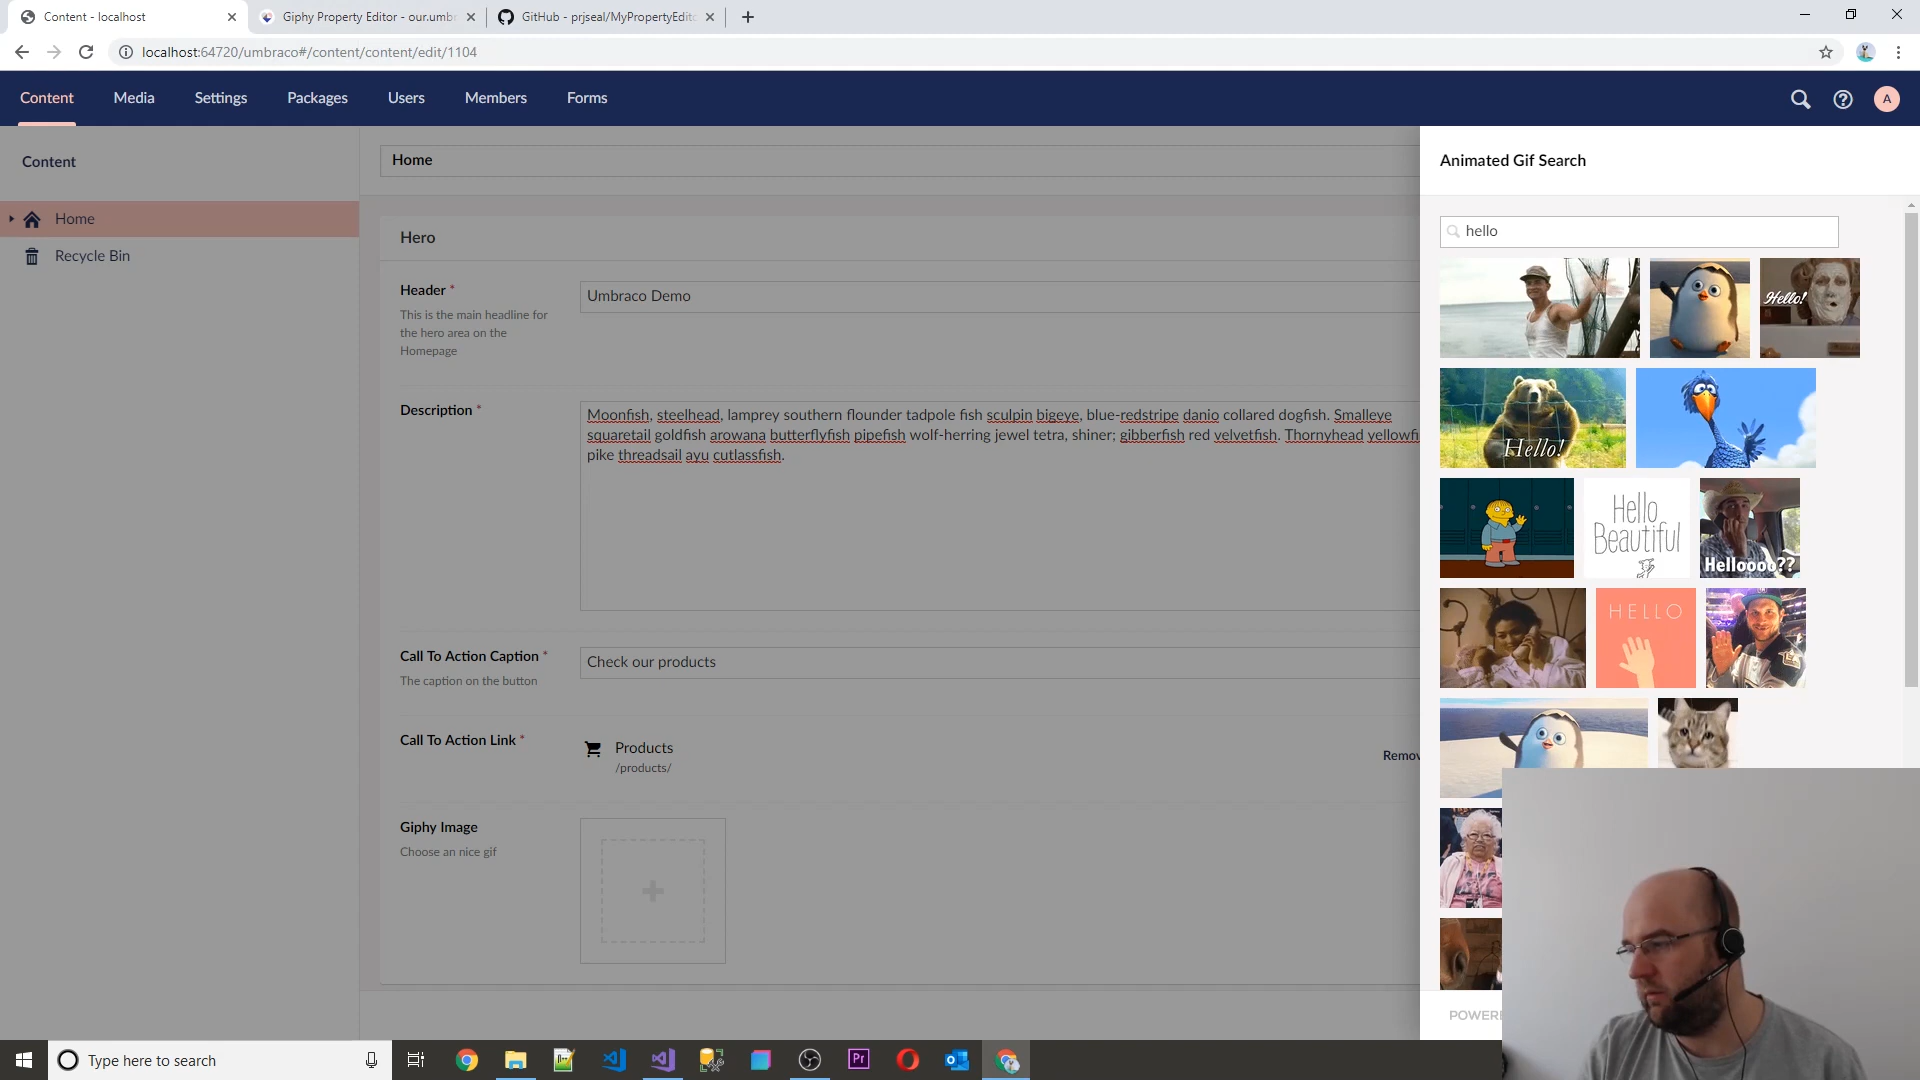 Content - localhost
Giphy Property Editor - our.umbr
GitHub - prjseal/MyPropertyEdito
localhost:64720/umbraco#/content/content/edit/1104
Content
Media
Settings
Packages
Users
Members
Forms
A
Content
Home
Recycle Bin
Home
Hero
Header *
This is the main headline for
the hero area on the
Homepage
Umbraco Demo
Description *
Moonfish, steelhead, lamprey southern flounder tadpole fish sculpin bigeye, blue-redstripe danio collared dogfish. Smalleye
squaretail goldfish arowana butterflyfish pipefish wolf-herring jewel tetra, shiner; gibberfish red velvetfish. Thornyhead yellowfi
pike threadsail ayu cutlassfish.
Call To Action Caption *
The caption on the button
Check our products
Call To Action Link *
Products
/products/
Remov
Giphy Image
Choose an nice gif
Animated Gif Search
hello
Hello!
Hello!
Hello
Beautiful
Helloooo??
HELLO
POWERE
Type here to search
Pr